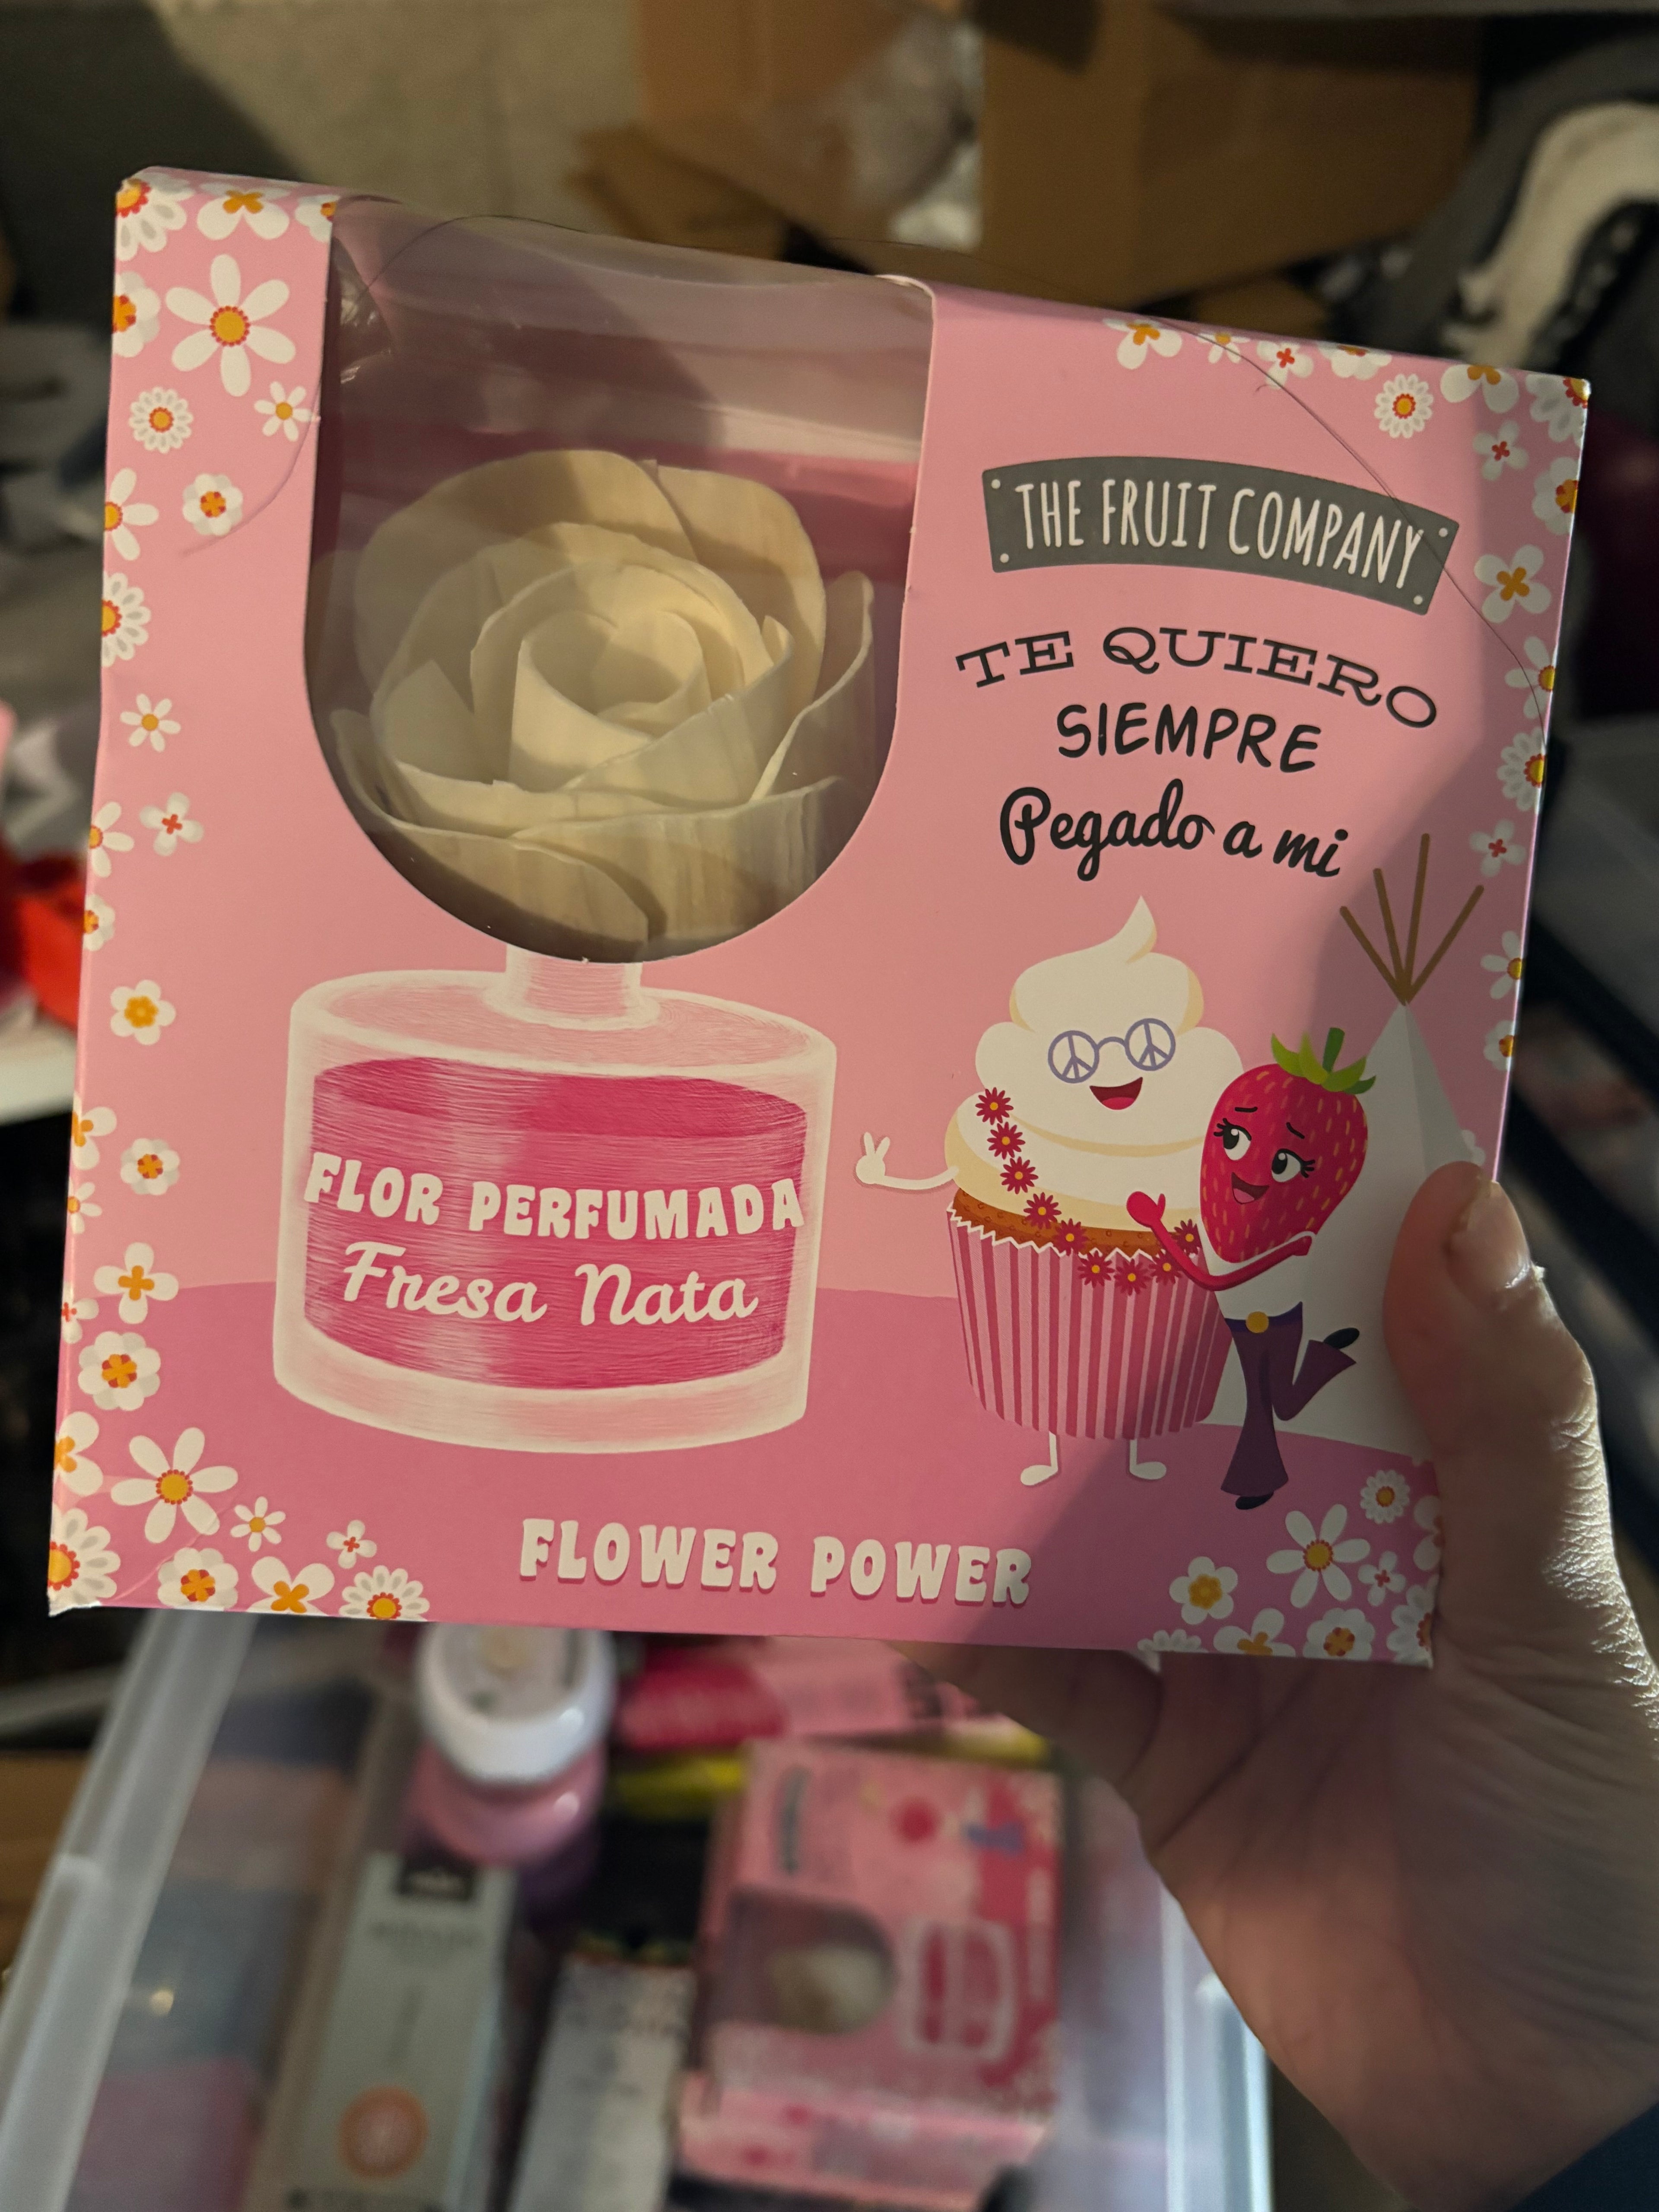 THE FRUIT COMPANY
TE QUIERO
SIEMPRE
Pegado a mi
FLOR PERFUMADA
Fresa Nata
FLOWER POWER